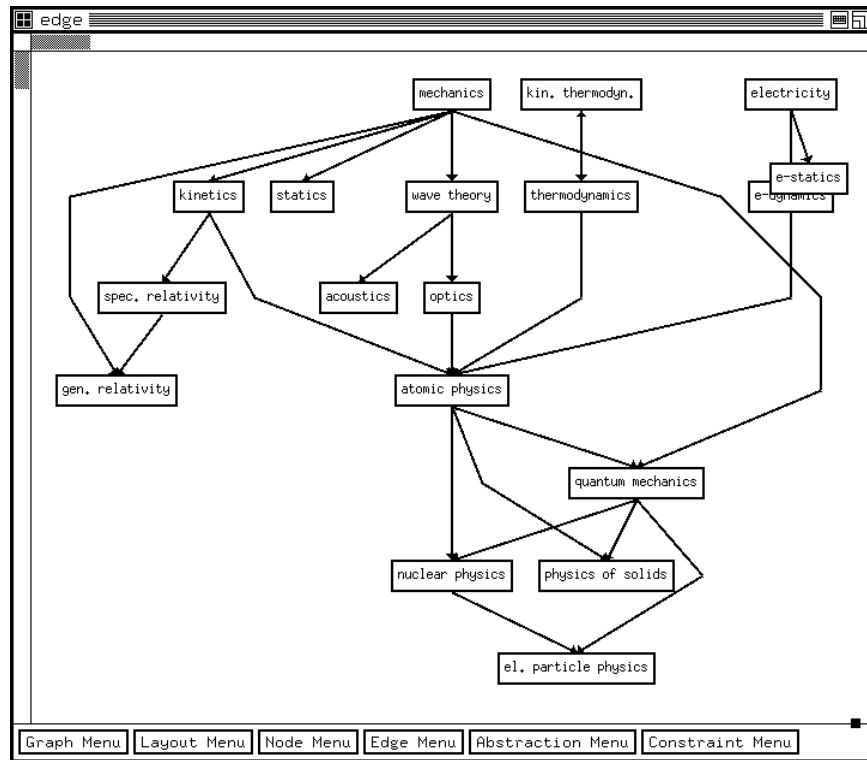 edge
mechanics
kin. thermodyn.
electricity
e-statics
kinetics
statics
wave theory
thermodynamics
e-dynamics
spec. relativity
acoustics
optics
gen. relativity
atomic physics
quantum mechanics
nuclear physics
physics of solids
el. particle physics
Graph Menu
Layout Menu
Node Menu
Edge Menu
Abstraction Menu
Constraint Menu